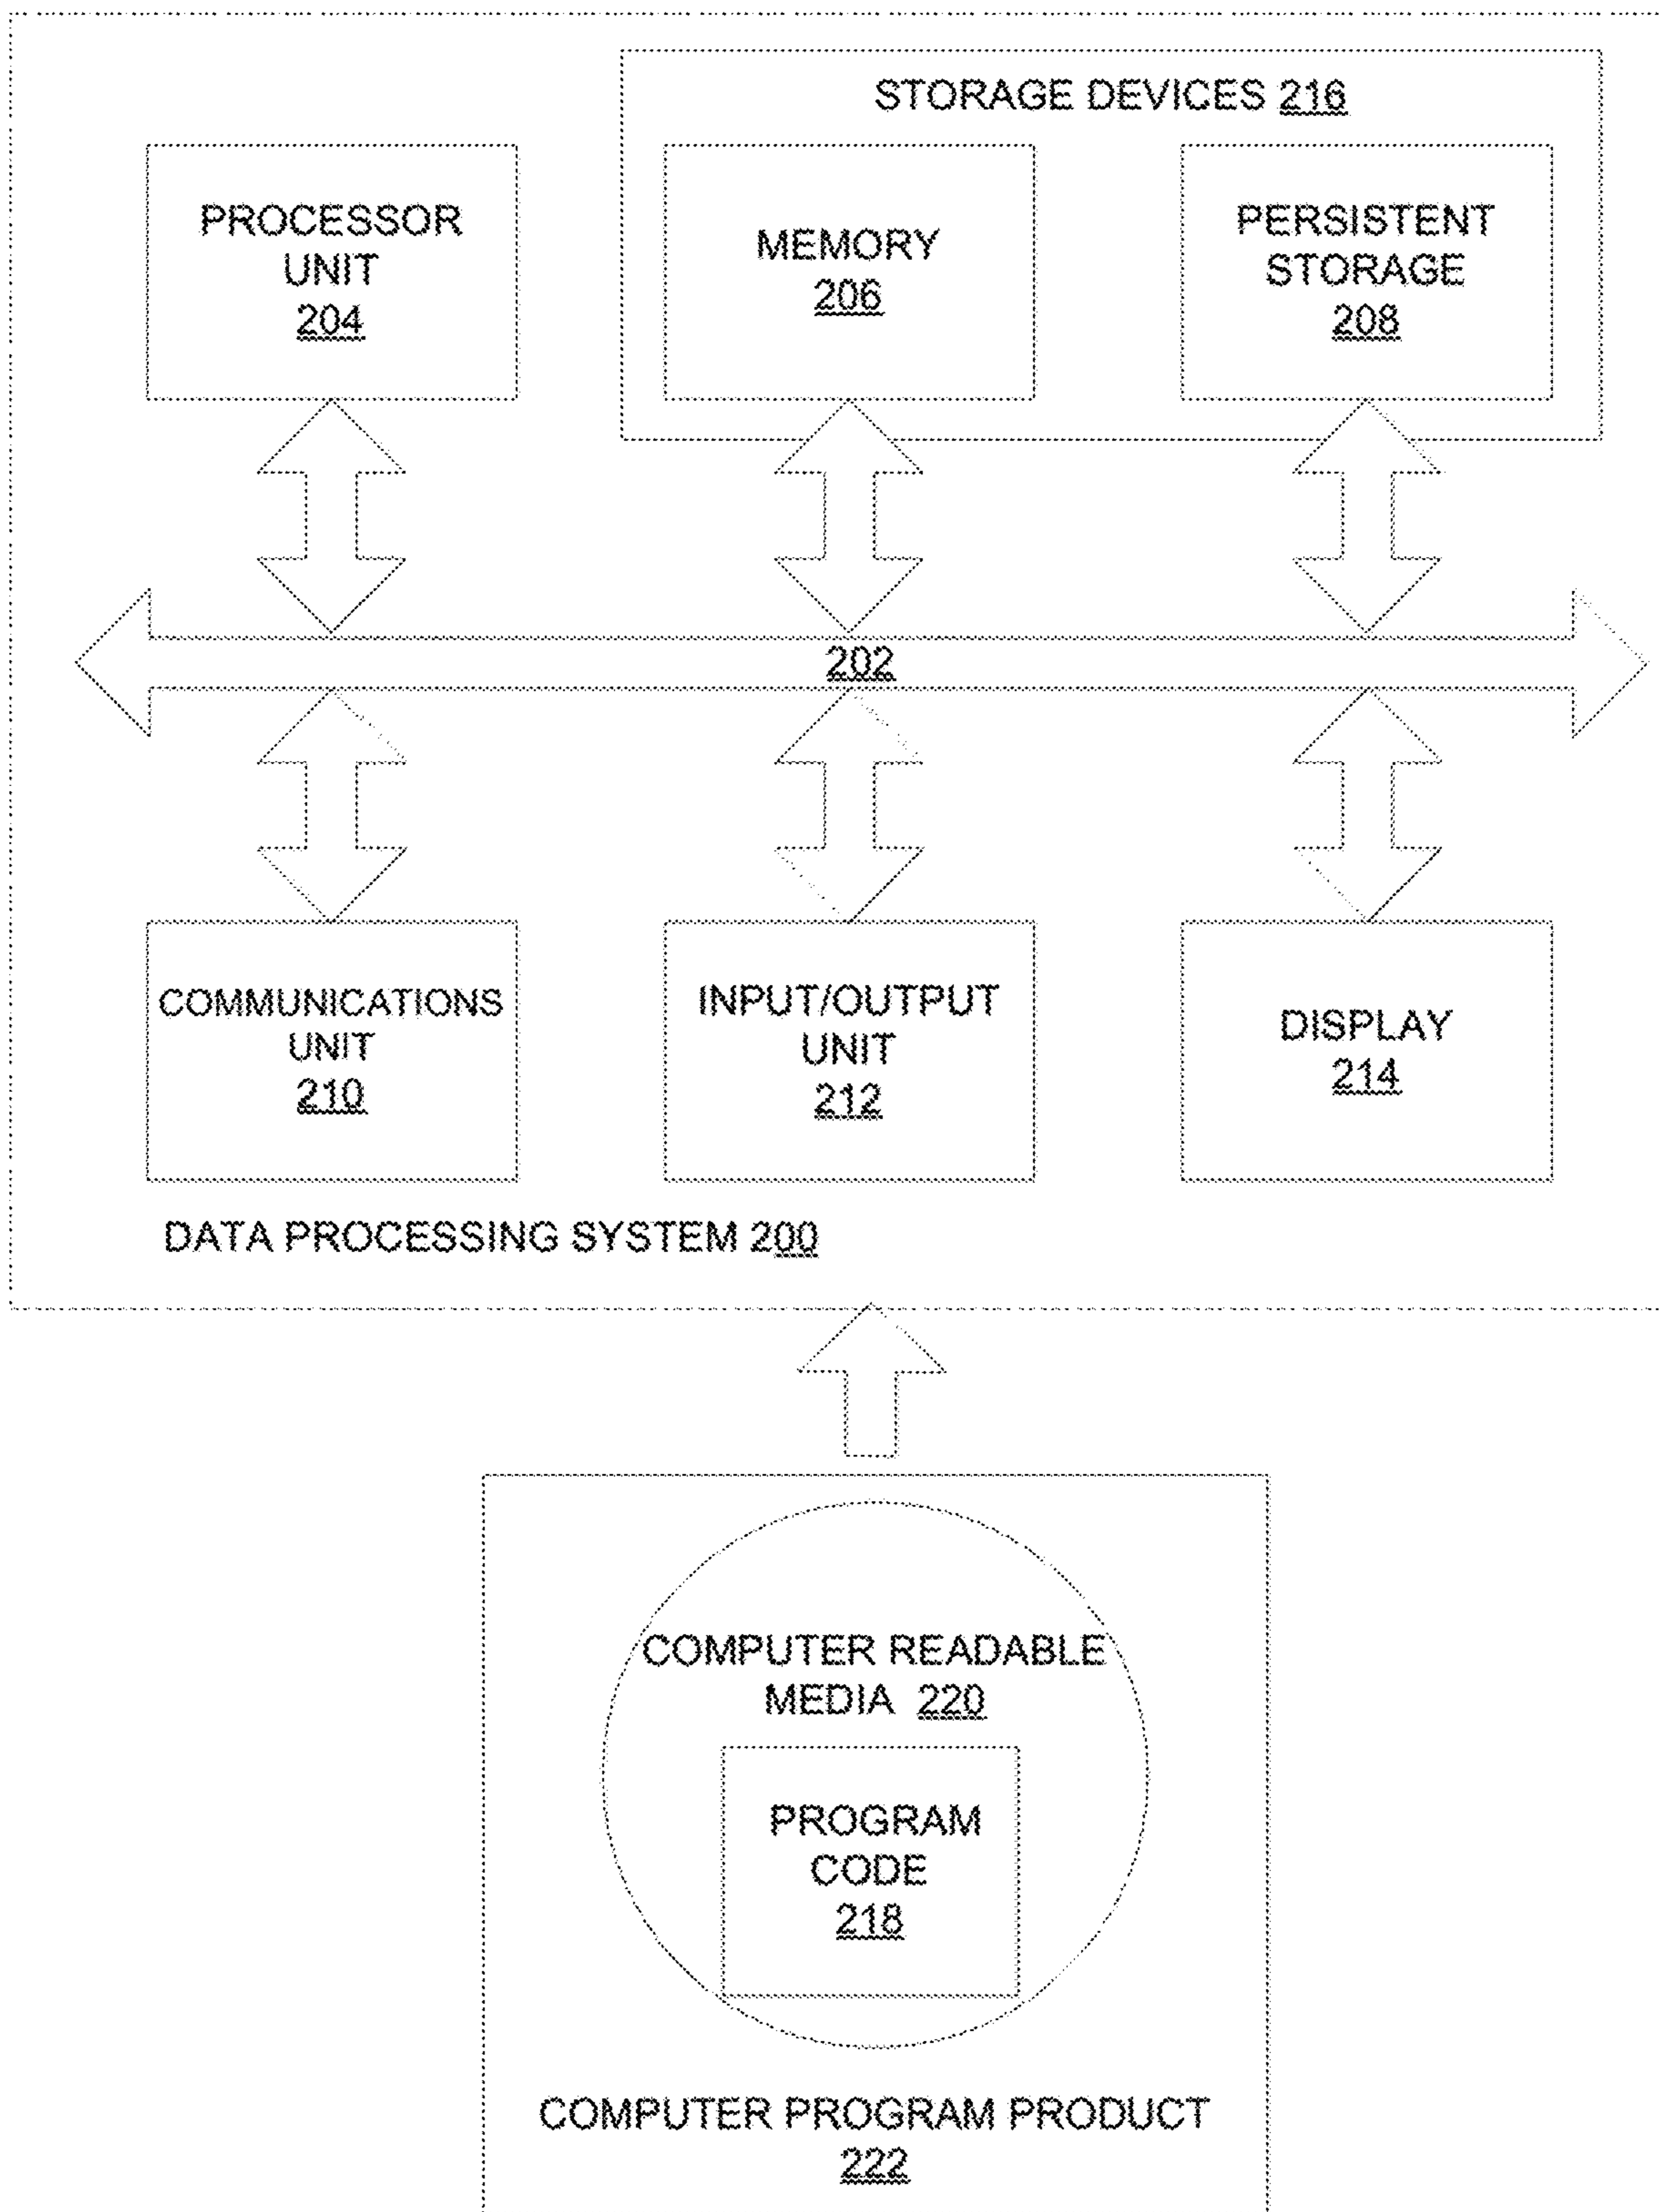 STORAGE DEVICES 216
PROCESSOR
UNIT
204
MEMORY
206
PERSISTENT
STORAGE
208
202
COMMUNICATIONS
UNIT
210
INPUT/OUTPUT
UNIT
212
DISPLAY
214
DATA PROCESSING SYSTEM 200
COMPUTER READABLE
MEDIA 220
PROGRAM
CODE
218
COMPUTER PROGRAM PRODUCT
222